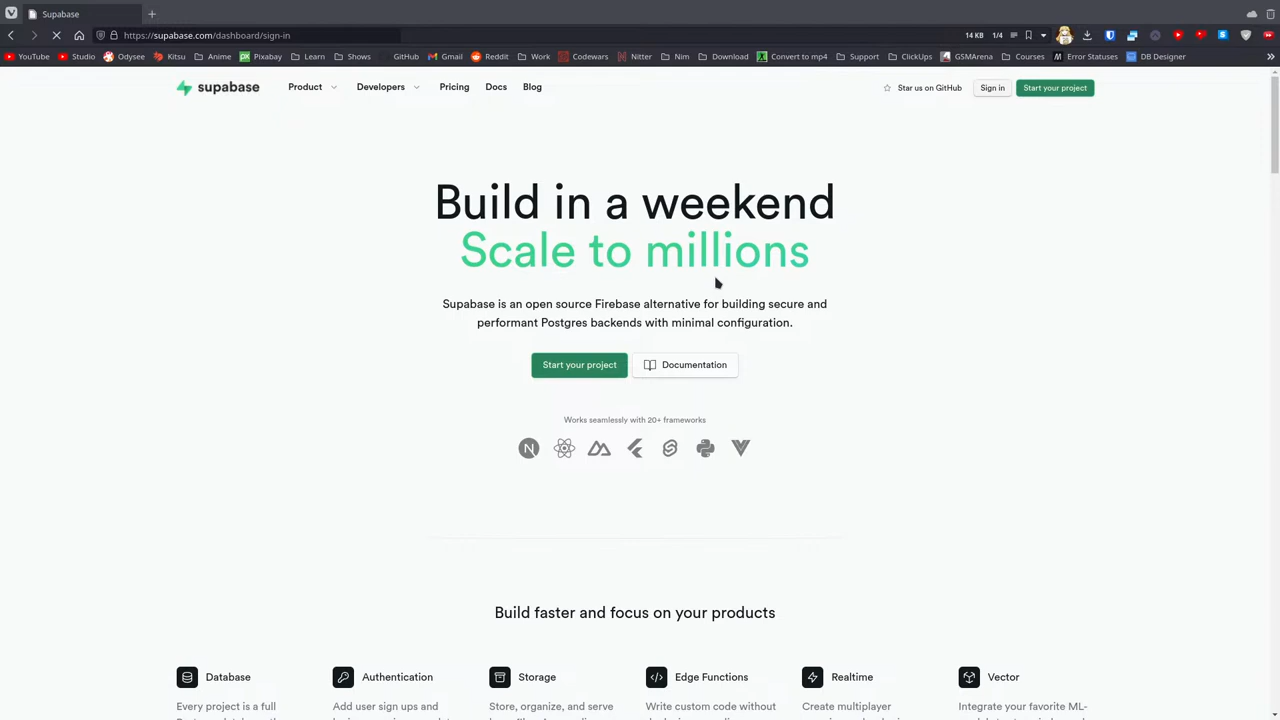 Supabase
https://supabase.com/dashboard/sign-in
14 KB
1/4
YouTube
Studio
Odysee
Kitsu
Anime
Pixabay
Learn
Shows
GitHub
Gmail
Reddit
Work
Codewars
Nitter
Nim
Download
Convert to mp4
Support
ClickUps
GSMArena
Courses
Error Statuses
DB Designer
supabase
Product
Developers
Pricing
Docs
Blog
Star us on GitHub
Sign in
Start your project
Build in a weekend
Scale to millions
Supabase is an open source Firebase alternative for building secure and
performant Postgres backends with minimal configuration.
Start your project
Documentation
Works seamlessly with 20+ frameworks
Build faster and focus on your products
Database
Authentication
Storage
Edge Functions
Realtime
Vector
Every project is a full
Add user sign ups and
Store, organize, and serve
Write custom code without
Create multiplayer
Integrate your favorite ML-